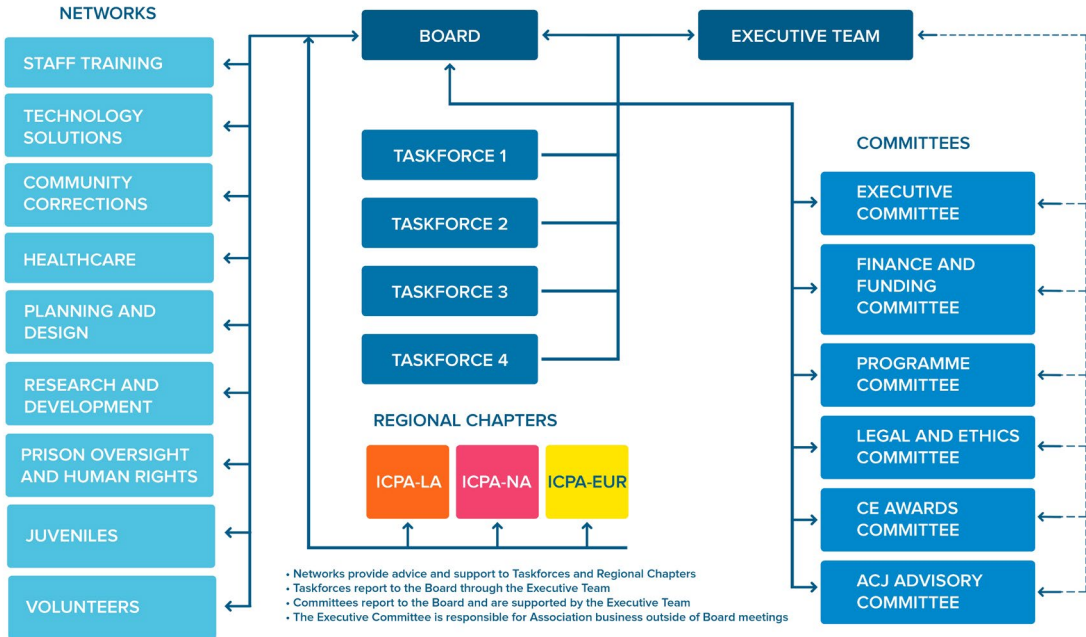 NETWORKS
STAFF TRAINING
TECHNOLOGY
SOLUTIONS
COMMUNITY
CORRECTIONS
HEALTHCARE
PLANNING AND
DESIGN
RESEARCH AND
DEVELOPMENT
PRISON OVERSIGHT
AND HUMAN RIGHTS
JUVENILES
VOLUNTEERS
BOARD
EXECUTIVE TEAM
TASKFORCE 1
TASKFORCE 2
TASKFORCE 3
TASKFORCE 4
REGIONAL CHAPTERS
ICPA-LA
ICPA-NA
ICPA-EUR
• Networks provide advice and support to Taskforces and Regional Chapters
• Taskforces report to the Board through the Executive Team
• Committees report to the Board and are supported by the Executive Team
• The Executive Committee is responsible for Association business outside of Board meetings
COMMITTEES
EXECUTIVE
COMMITTEE
FINANCE AND
FUNDING
COMMITTEE
PROGRAMME
COMMITTEE
LEGAL AND ETHICS
COMMITTEE
CE AWARDS
COMMITTEE
ACJ ADVISORY
COMMITTEE